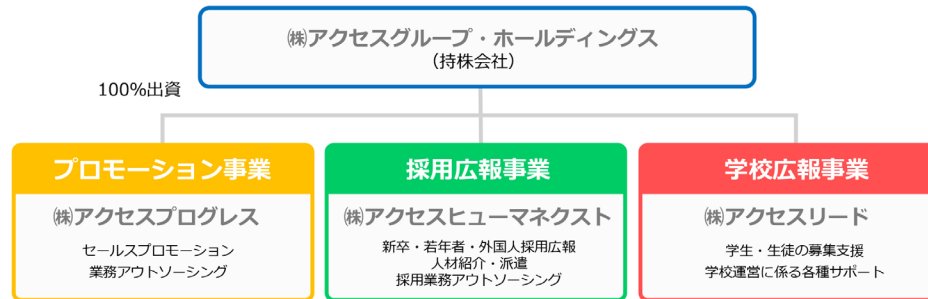 ㈱アクセスグループ・ホールディングス
（持株会社）
100%出資
プロモーション事業
㈱アクセスプログレス
セールスプロモーション
業務アウトソーシング
採用広報事業
㈱アクセスヒューマネクスト
新卒・若年者・外国人採用広報
人材紹介・派遣
採用業務アウトソーシング
学校広報事業
㈱アクセスリード
学生・生徒の募集支援
学校運営に係る各種サポート